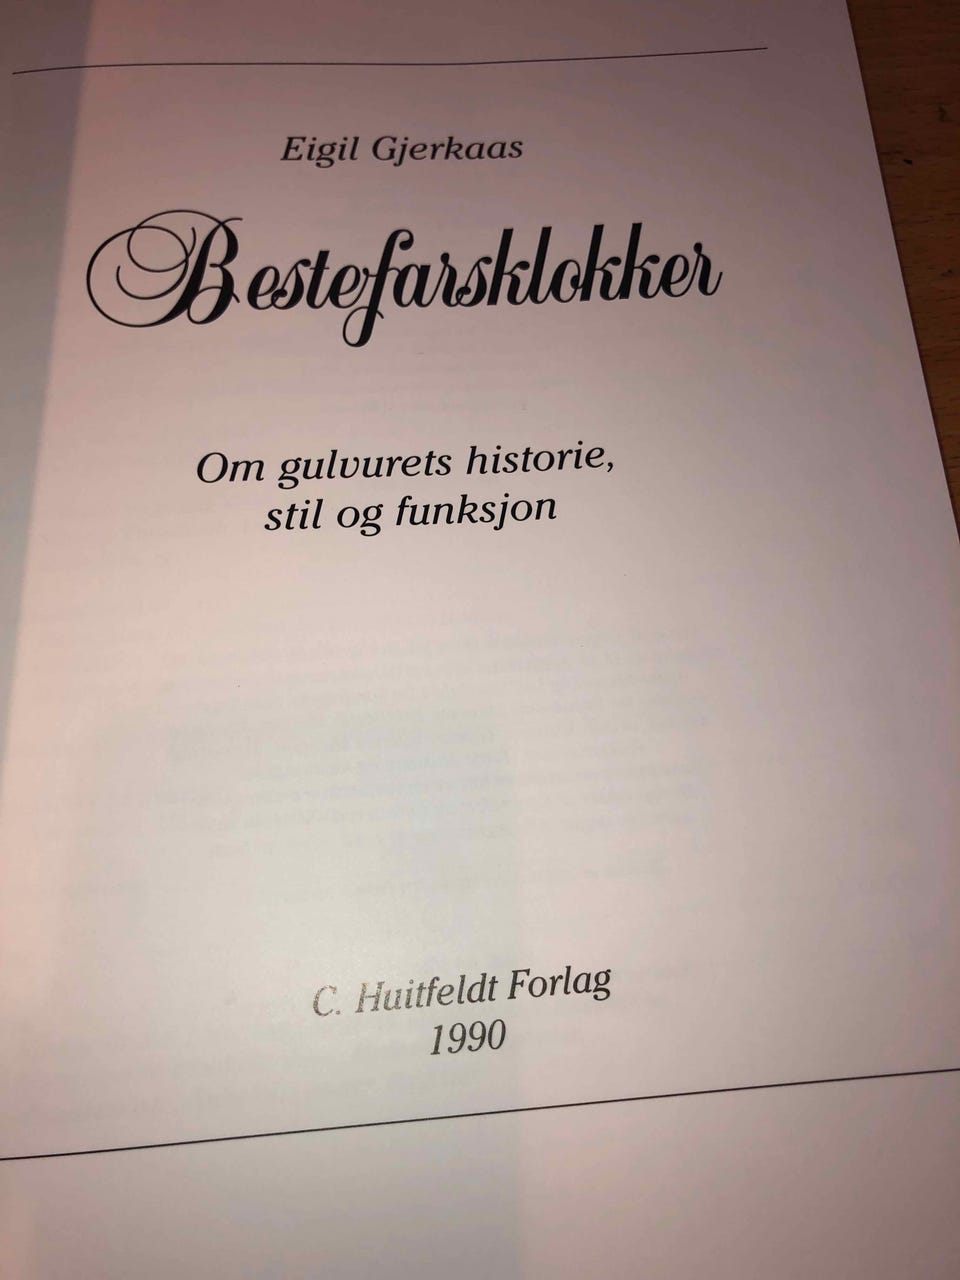 Eigil Gjerkaas
Bestefarsklokker
Om gulvurets historie,
stil og funksjon
C. Huitfeldt Forlag
1990